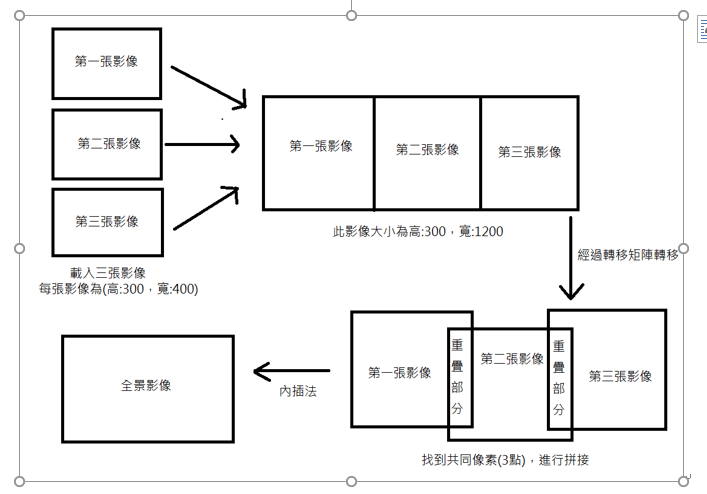 第一張影像
第二張影像
第三張影像
載入三張影像
每張影像為(高:300，寬:400)
第一張影像
第二張影像
第三張影像
此影像大小為高:300，寬:1200
經過轉移矩陣轉移
第一張影像
重疊部分
第二張影像
重疊部分
第三張影像
找到共同像素(3點)，進行拼接
內插法
全景影像